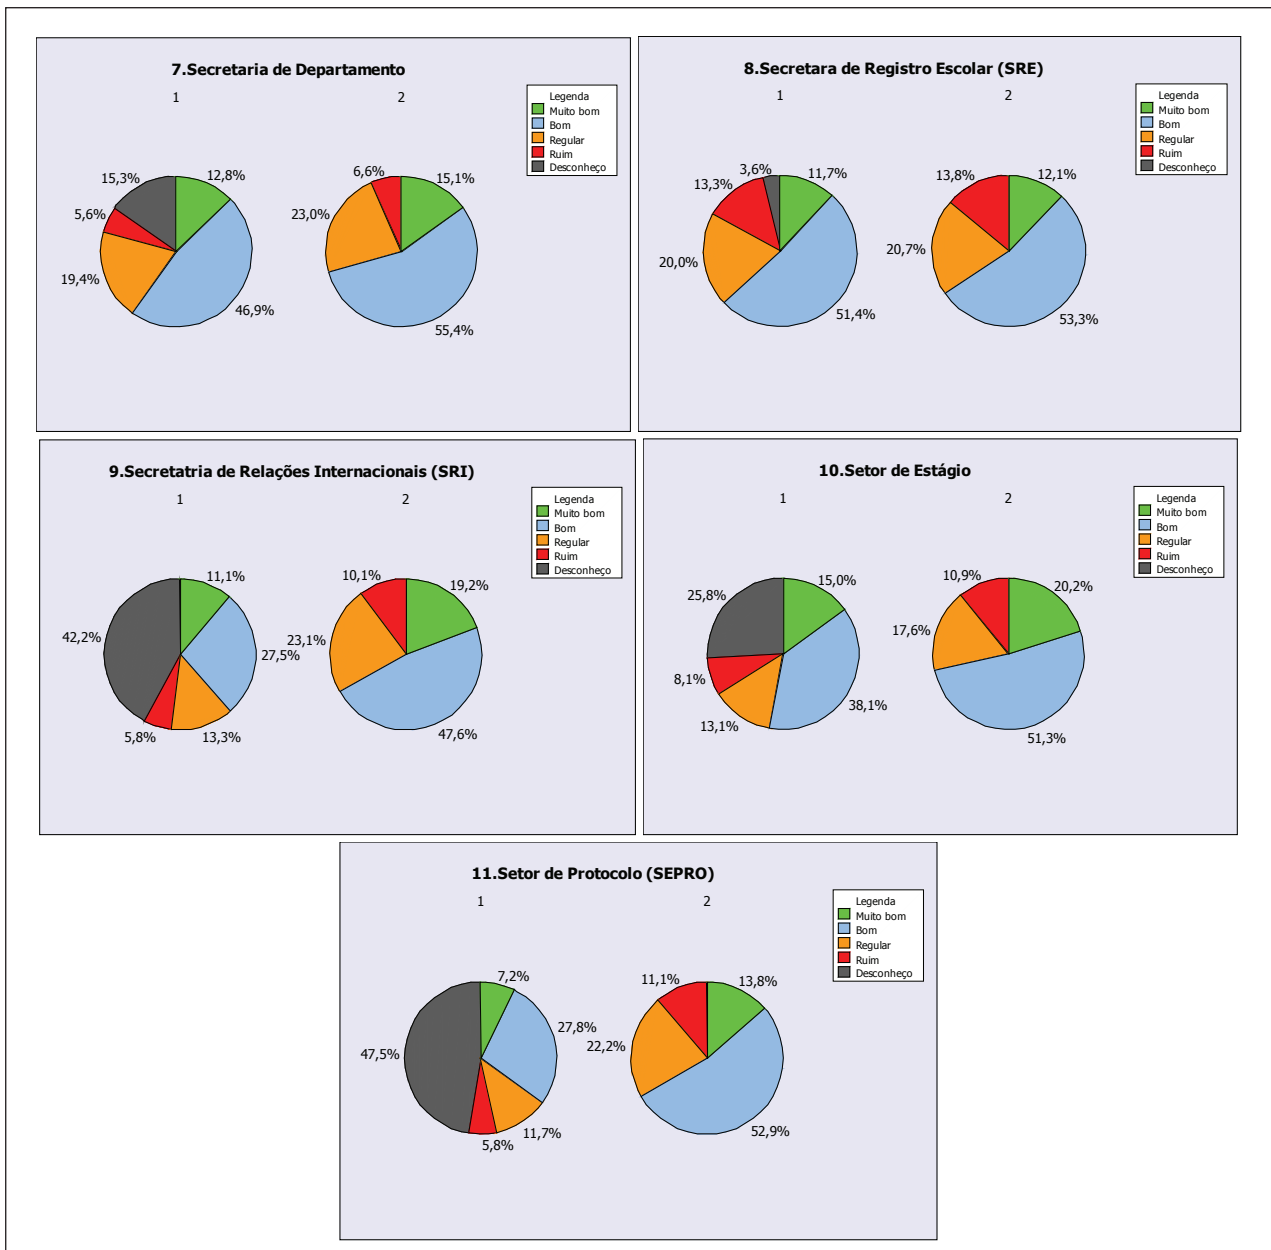 7.Secretaria de Departamento
1
2
Legenda
Muito bom
Bom
Regular
Ruim
Desconheço
15,3%
12,8%
5,6%
19,4%
46,9%
6,6%
15,1%
23,0%
55,4%
8.Secretara de Registro Escolar (SRE)
1
2
Legenda
Muito bom
Bom
Regular
Ruim
Desconheço
3,6%
11,7%
13,3%
20,0%
51,4%
13,8%
12,1%
20,7%
53,3%
9.Secretatria de Relações Internacionais (SRI)
1
2
Legenda
Muito bom
Bom
Regular
Ruim
Desconheço
11,1%
42,2%
27,5%
5,8%
13,3%
10,1%
19,2%
23,1%
47,6%
10.Setor de Estágio
1
2
Legenda
Muito bom
Bom
Regular
Ruim
Desconheço
25,8%
15,0%
8,1%
13,1%
38,1%
10,9%
20,2%
17,6%
51,3%
11.Setor de Protocolo (SEPRO)
1
2
Legenda
Muito bom
Bom
Regular
Ruim
Desconheço
7,2%
27,8%
47,5%
5,8%
11,7%
11,1%
13,8%
22,2%
52,9%